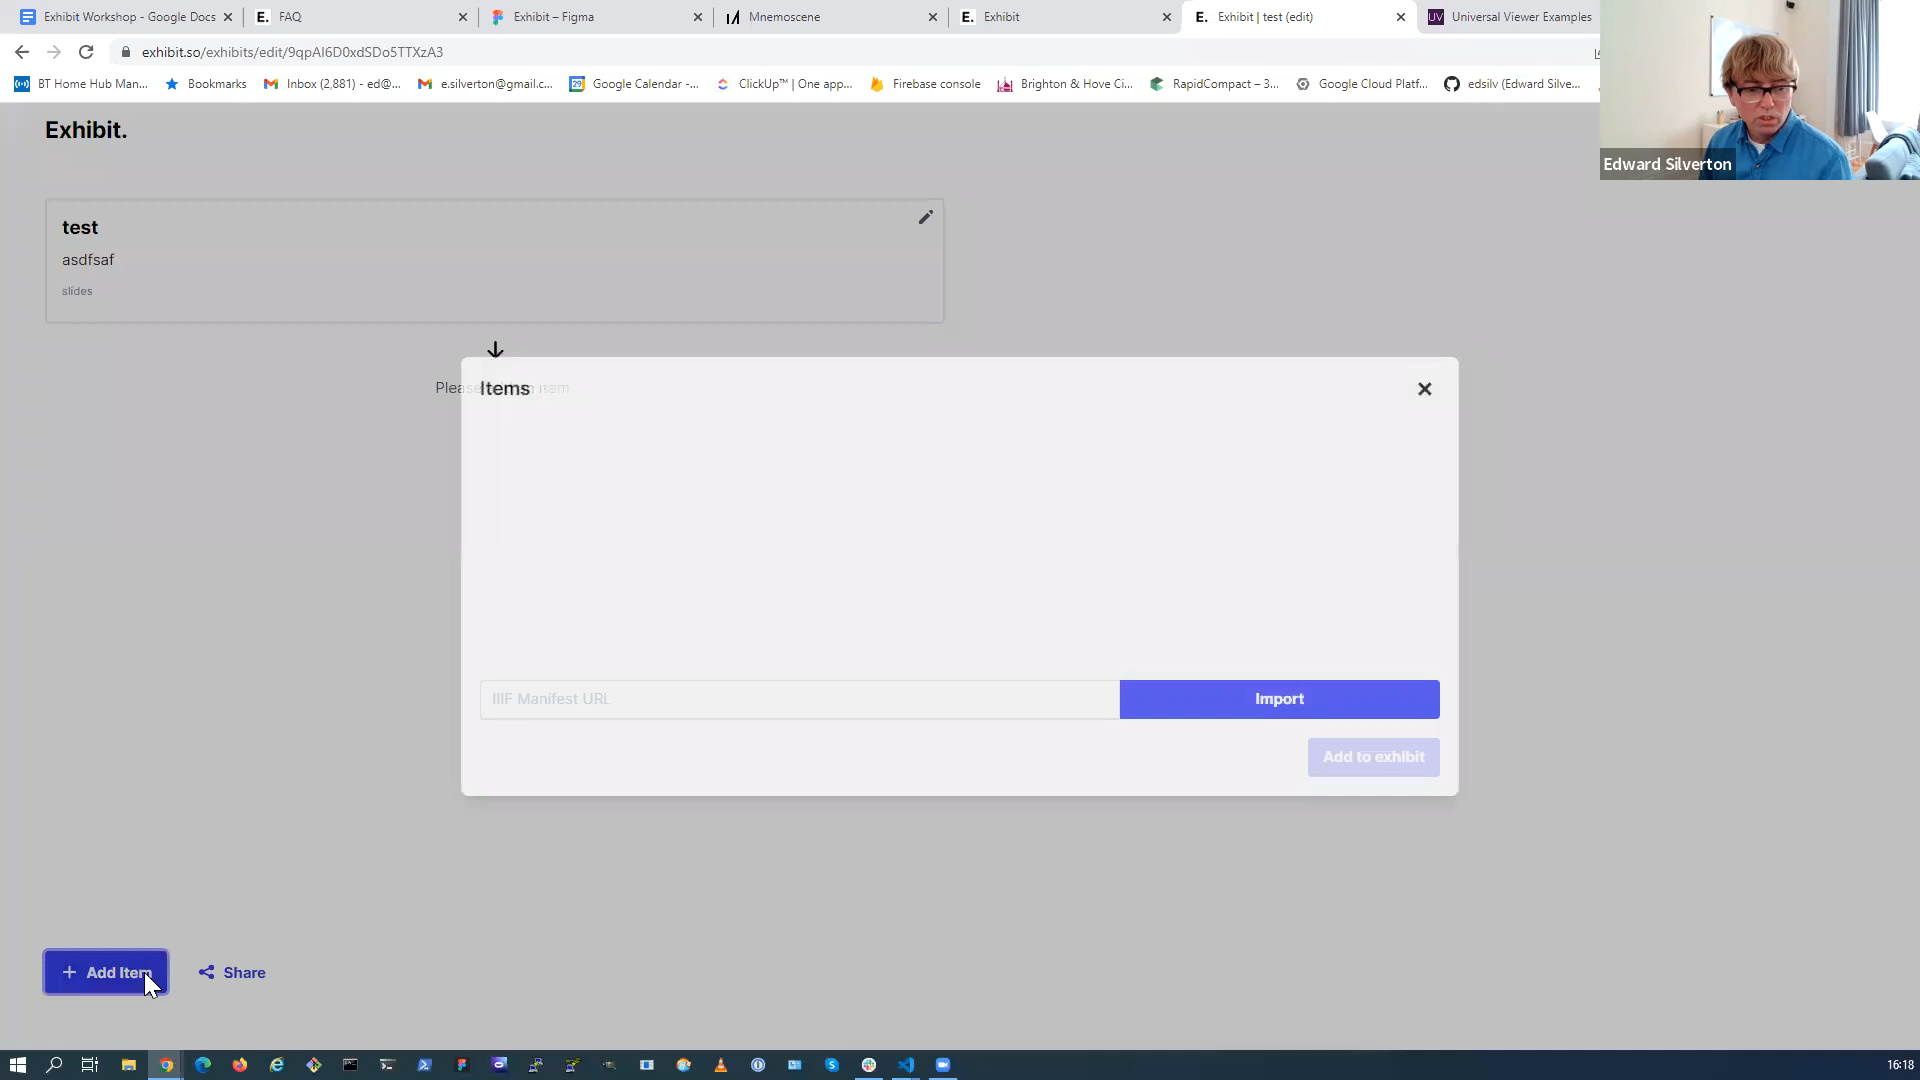 Exhibit Workshop - Google Docs
E. FAQ
Exhibit – Figma
Mnemoscene
E. Exhibit
E. Exhibit | test (edit)
UV Universal Viewer Examples
exhibit.so/exhibits/edit/9qpAI6D0xdSDo5TTXzA3
BT Home Hub Man...
Bookmarks
Inbox (2,881) - ed@...
e.silverton@gmail.c...
29 Google Calendar -...
ClickUp™ | One app...
Firebase console
Brighton & Hove Ci...
RapidCompact – 3...
Google Cloud Platf...
edsilv (Edward Silve...
Edward Silverton
Exhibit.
test
asdfsaf
slides
Items
IIIF Manifest URL
Import
Add to exhibit
Add Item
Share
16:18